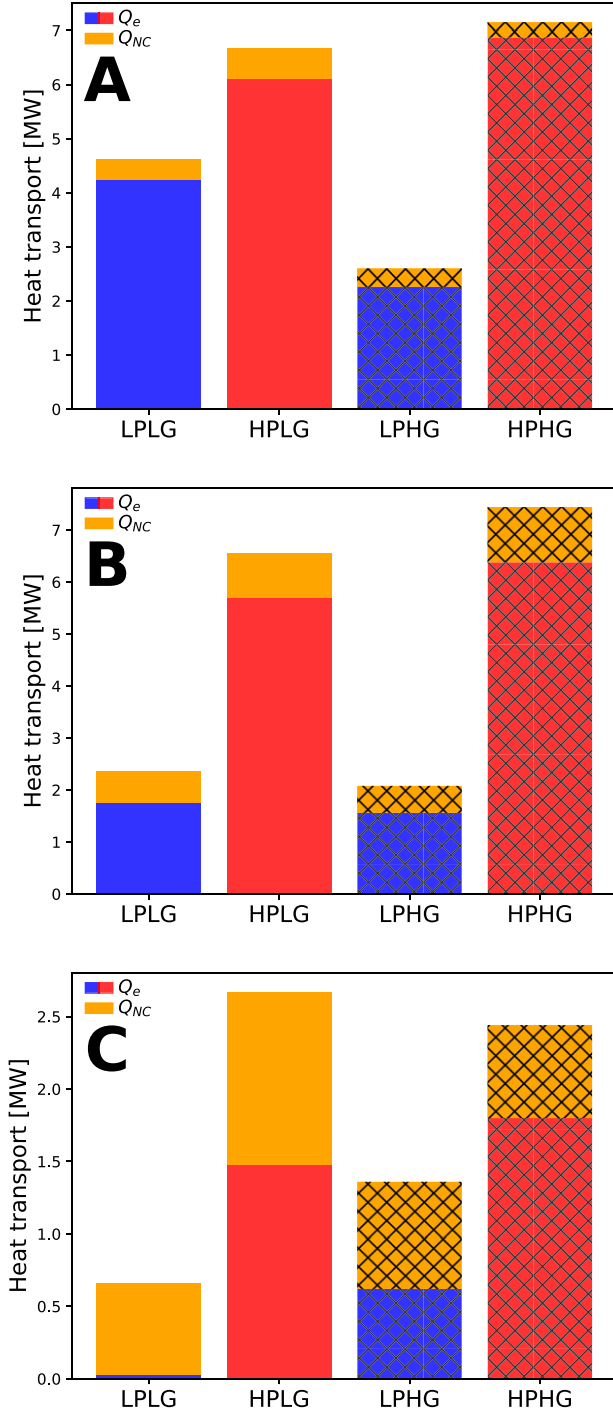 Q_e
Q_NC
A
Heat transport [MW]
7
6
5
4
3
2
1
0
LPLG HPLG LPHG HPHG
Q_e
Q_NC
B
Heat transport [MW]
7
6
5
4
3
2
1
0
LPLG HPLG LPHG HPHG
Q_e
Q_NC
C
Heat transport [MW]
2.5
2.0
1.5
1.0
0.5
0.0
LPLG HPLG LPHG HPHG